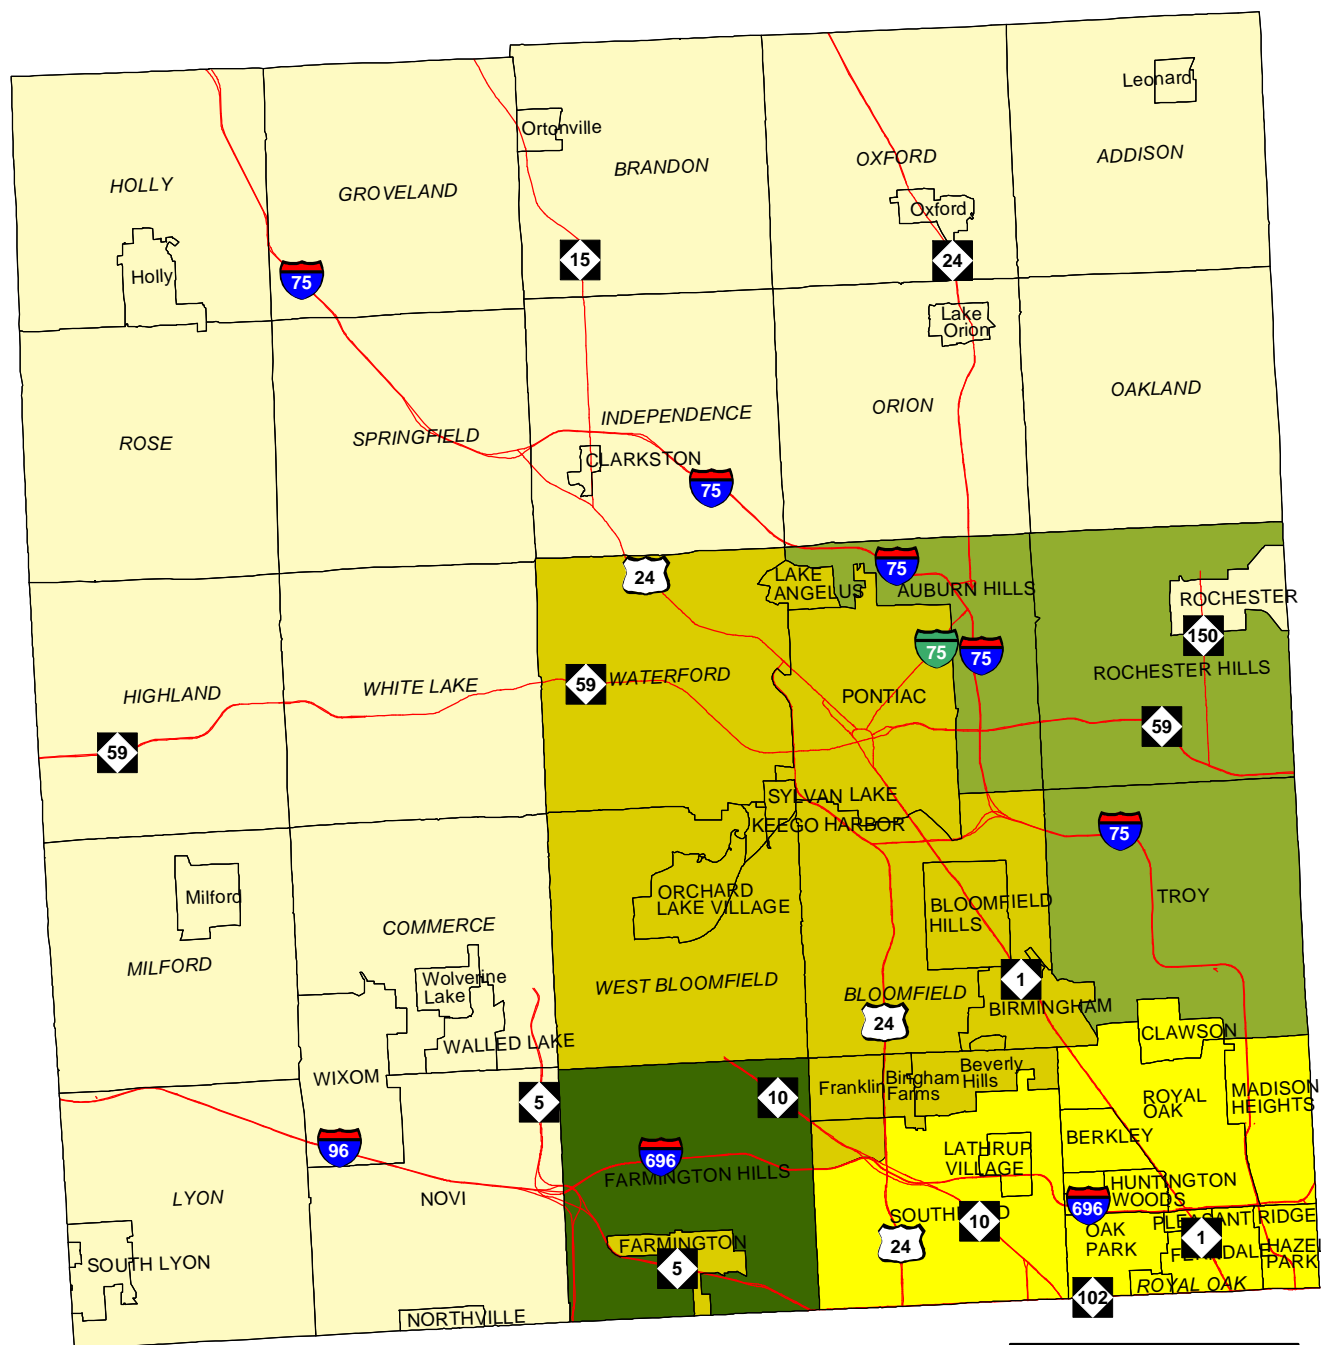 Leonard
Ortonville
HOLLY
GROVELAND
BRANDON
OXFORD
ADDISON
Oxford
Holly
75
15
24
Lake
Orion
ROSE
SPRINGFIELD
INDEPENDENCE
ORION
OAKLAND
CLARKSTON
75
24
LAKE
ANGELUS
75
AUBURN HILLS
ROCHESTER
150
75
75
ROCHESTER HILLS
HIGHLAND
WHITE LAKE
59
WATERFORD
PONTIAC
59
59
SYLVAN LAKE
KEEGO HARBOR
75
Milford
ORCHARD
LAKE VILLAGE
BLOOMFIELD
HILLS
TROY
COMMERCE
MILFORD
Wolverine
Lake
WEST BLOOMFIELD
BLOOMFIELD
1
BIRMINGHAM
24
CLAWSON
WALLED LAKE
WIXOM
5
10
Franklin
Bingham
Farms
Beverly
Hills
ROYAL
OAK
MADISON
HEIGHTS
BERKLEY
96
696
FARMINGTON HILLS
LATHRUP
VILLAGE
HUNTINGTON
WOODS
696
LYON
NOVI
10
24
OAK
PARK
PLEASANT RIDGE
1
HAZEL
PARK
SOUTH LYON
FARMINGTON
5
ROYAL OAK
102
NORTHVILLE